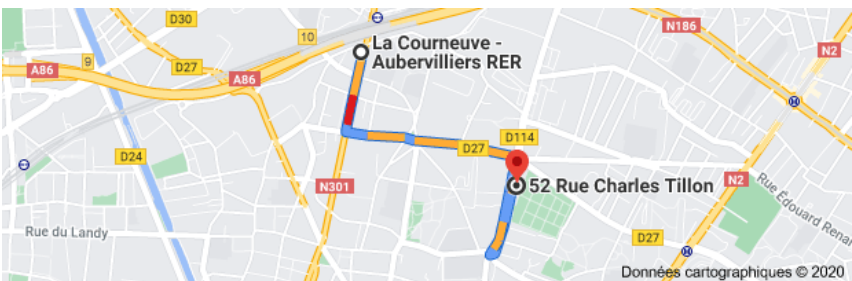 D30
10
N186
La Courneuve -
Aubervilliers RER
N2
9
D27
A86
A86
D114
D24
D27
N301
52 Rue Charles Tillon
N2
Rue Édouard Renar
Rue du Landy
D27
Données cartographiques © 2020